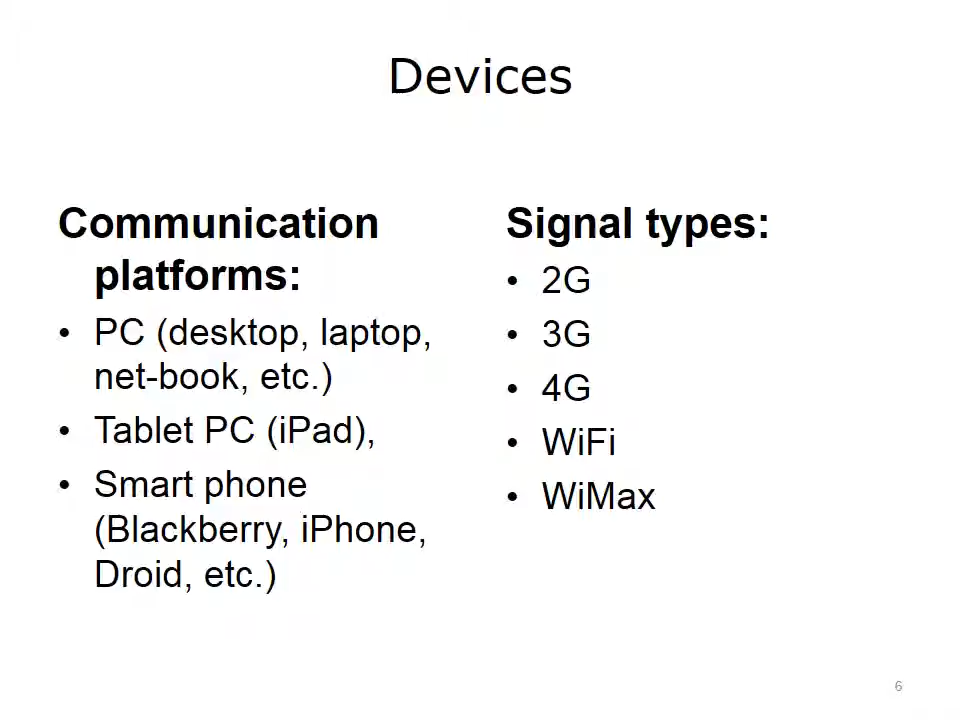 Devices
Communication
platforms:
• PC (desktop, laptop,
net-book, etc.)
• Tablet PC (iPad),
• Smart phone
(Blackberry, iPhone,
Droid, etc.)
Signal types:
• 2G
• 3G
• 4G
• WiFi
• WiMax
6